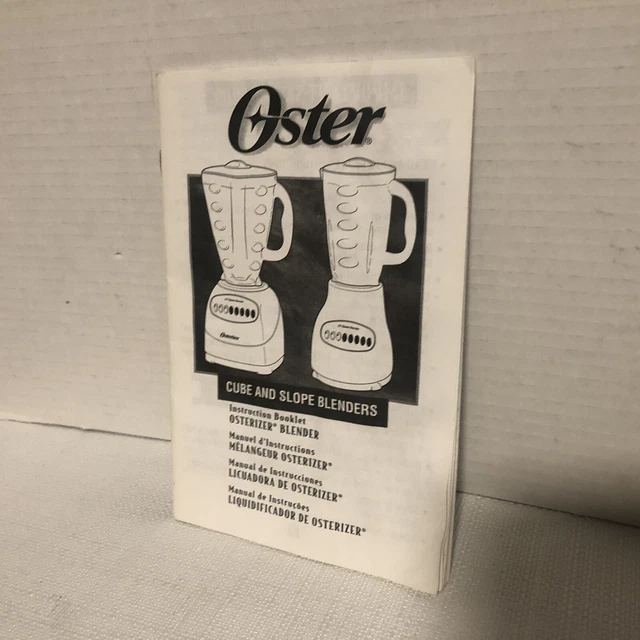 Oster®
Osterizer
CUBE AND SLOPE BLENDERS
Instruction Booklet
OSTERIZER® BLENDER
Manuel d'Instructions
MÉLANGEUR OSTERIZER®
Manual de Instrucciones
LICUADORA DE OSTERIZER®
Manual de Instruções
LIQUIDIFICADOR DE OSTERIZER®